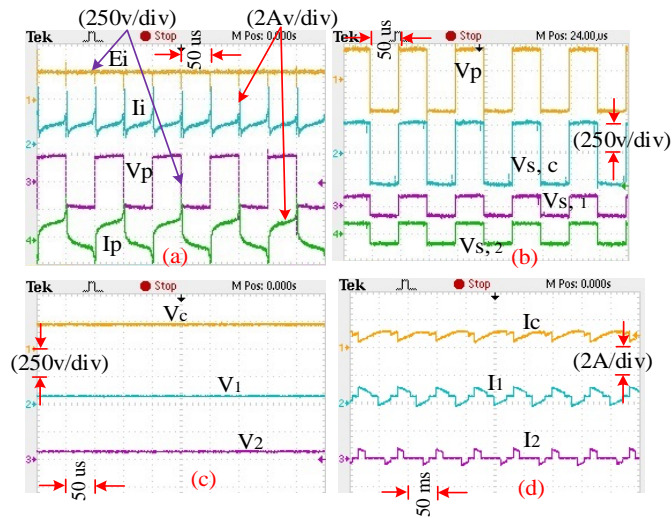 (250v/div)
(2Av/div)
Tek
Stop
M Pos: 0.000s
50 us
Ei
Ii
Vp
Ip
1
2
3
4
(a)
Tek
Stop
M Pos: 24.00µs
50us
Vp
(250v/div)
Vs, c
Vs, 1
Vs, 2
1
2
3
4
(b)
Tek
Stop
M Pos: 0.000s
Vc
(250v/div)
V1
V2
1
2
3
50 us
(c)
Tek
Stop
M Pos: 0.000s
Ic
(2A/div)
I1
I2
1
2
3
50 ms
(d)